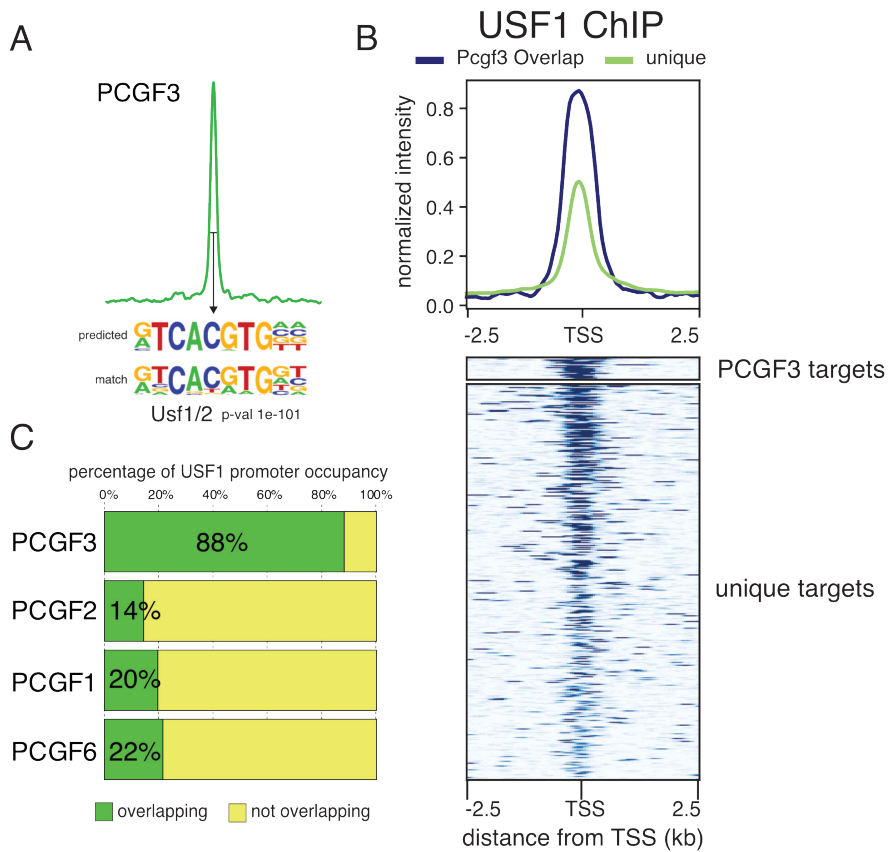 A
PCGF3
predicted
GTCACGTG
match
GTCACGTGGT
Usf1/2 p-val 1e-101
B
USF1 ChIP
Pcgf3 Overlap unique
normalized intensity
0.8
0.6
0.4
0.2
0.0
-2.5 TSS 2.5
PCGF3 targets
unique targets
-2.5 TSS 2.5
distance from TSS (kb)
C
percentage of USF1 promoter occupancy
0% 20% 40% 60% 80% 100%
PCGF3 88%
PCGF2 14%
PCGF1 20%
PCGF6 22%
overlapping not overlapping